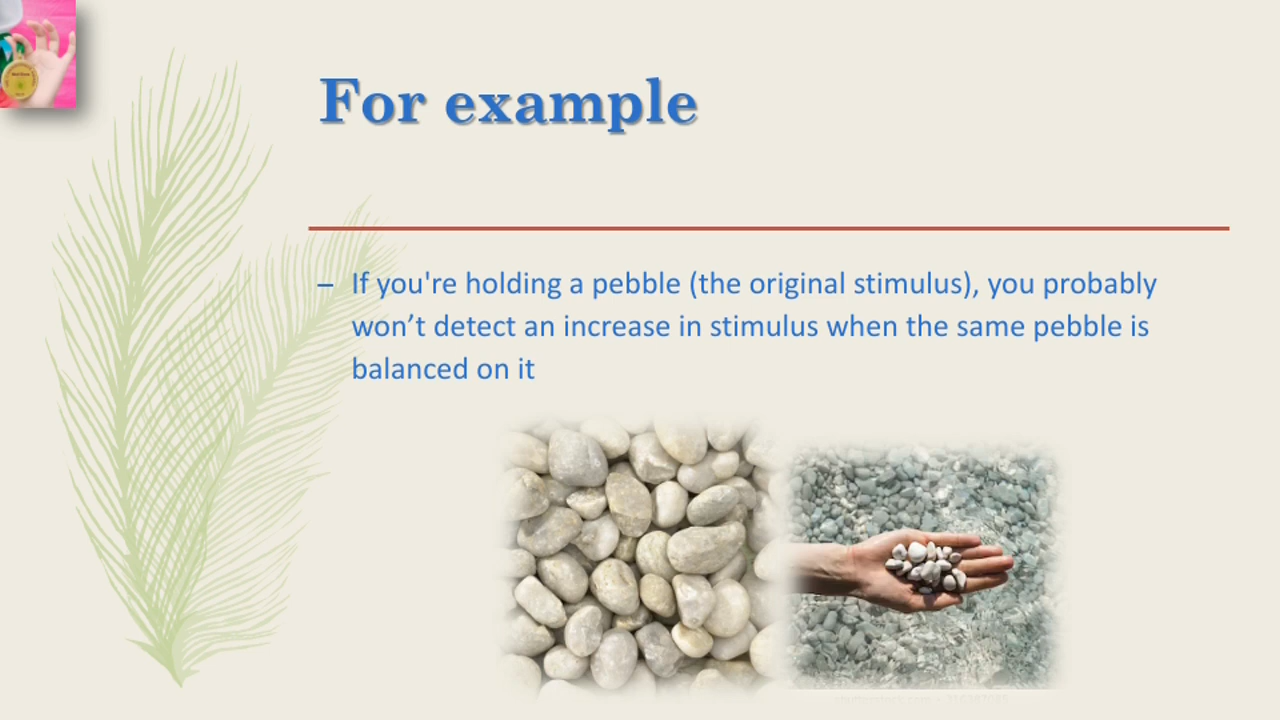 For example
– If you're holding a pebble (the original stimulus), you probably
won’t detect an increase in stimulus when the same pebble is
balanced on it